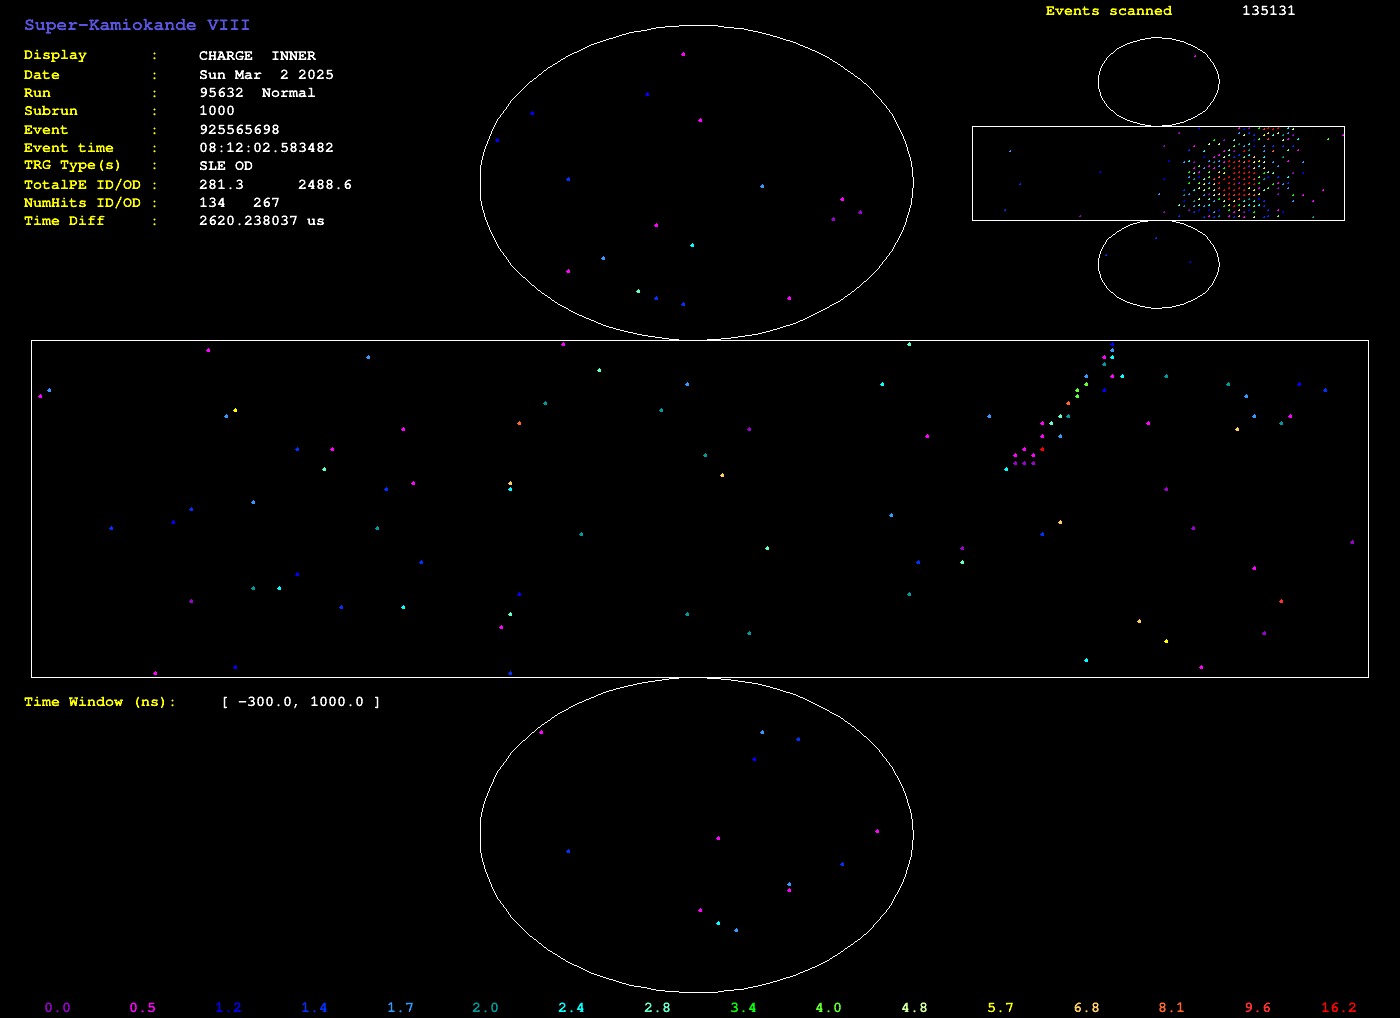 Super-Kamiokande VIII
Events scanned 135131
Display : CHARGE INNER
Date : Sun Mar 2 2025
Run : 95632 Normal
Subrun : 1000
Event : 925565698
Event time : 08:12:02.583482
TRG Type(s) : SLE OD
TotalPE ID/OD : 281.3 2488.6
NumHits ID/OD : 134 267
Time Diff : 2620.238037 us
Time Window (ns): [ −300.0, 1000.0 ]
0.0 0.5 1.2 1.4 1.7 2.0 2.4 2.8 3.4 4.0 4.8 5.7 6.8 8.1 9.6 16.2